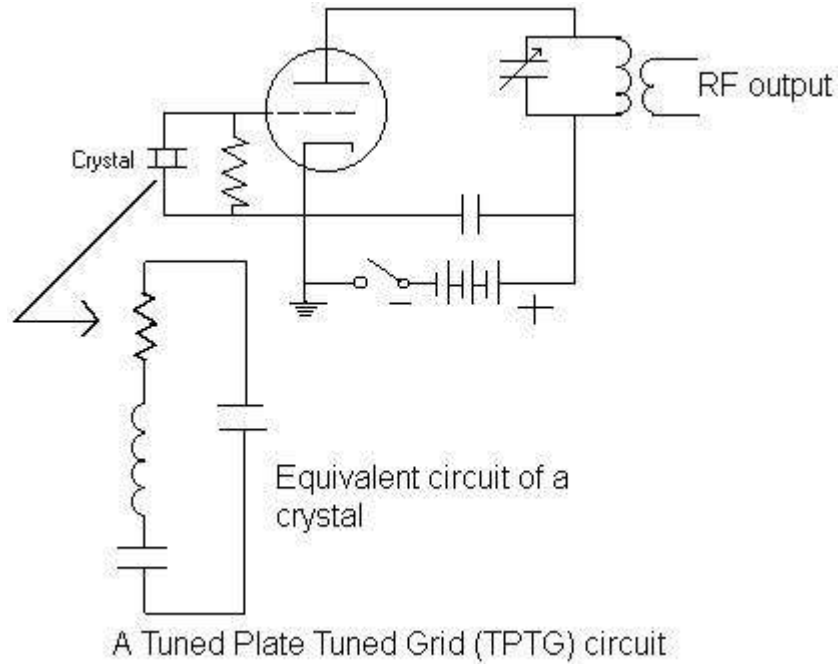 RF output
Crystal
-
+
Equivalent circuit of a
crystal
A Tuned Plate Tuned Grid (TPTG) circuit